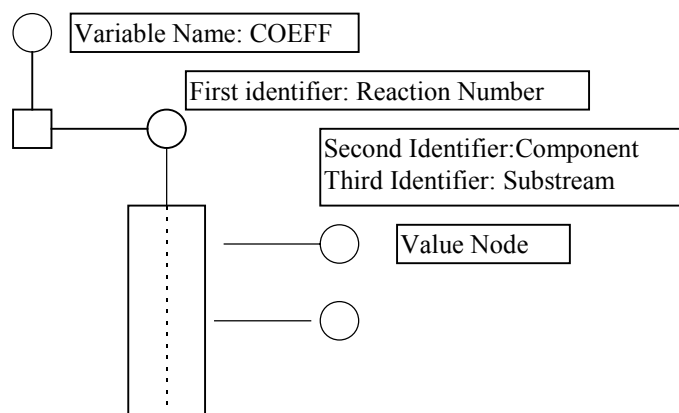 Variable Name: COEFF
First identifier: Reaction Number
Second Identifier:Component
Third Identifier: Substream
Value Node